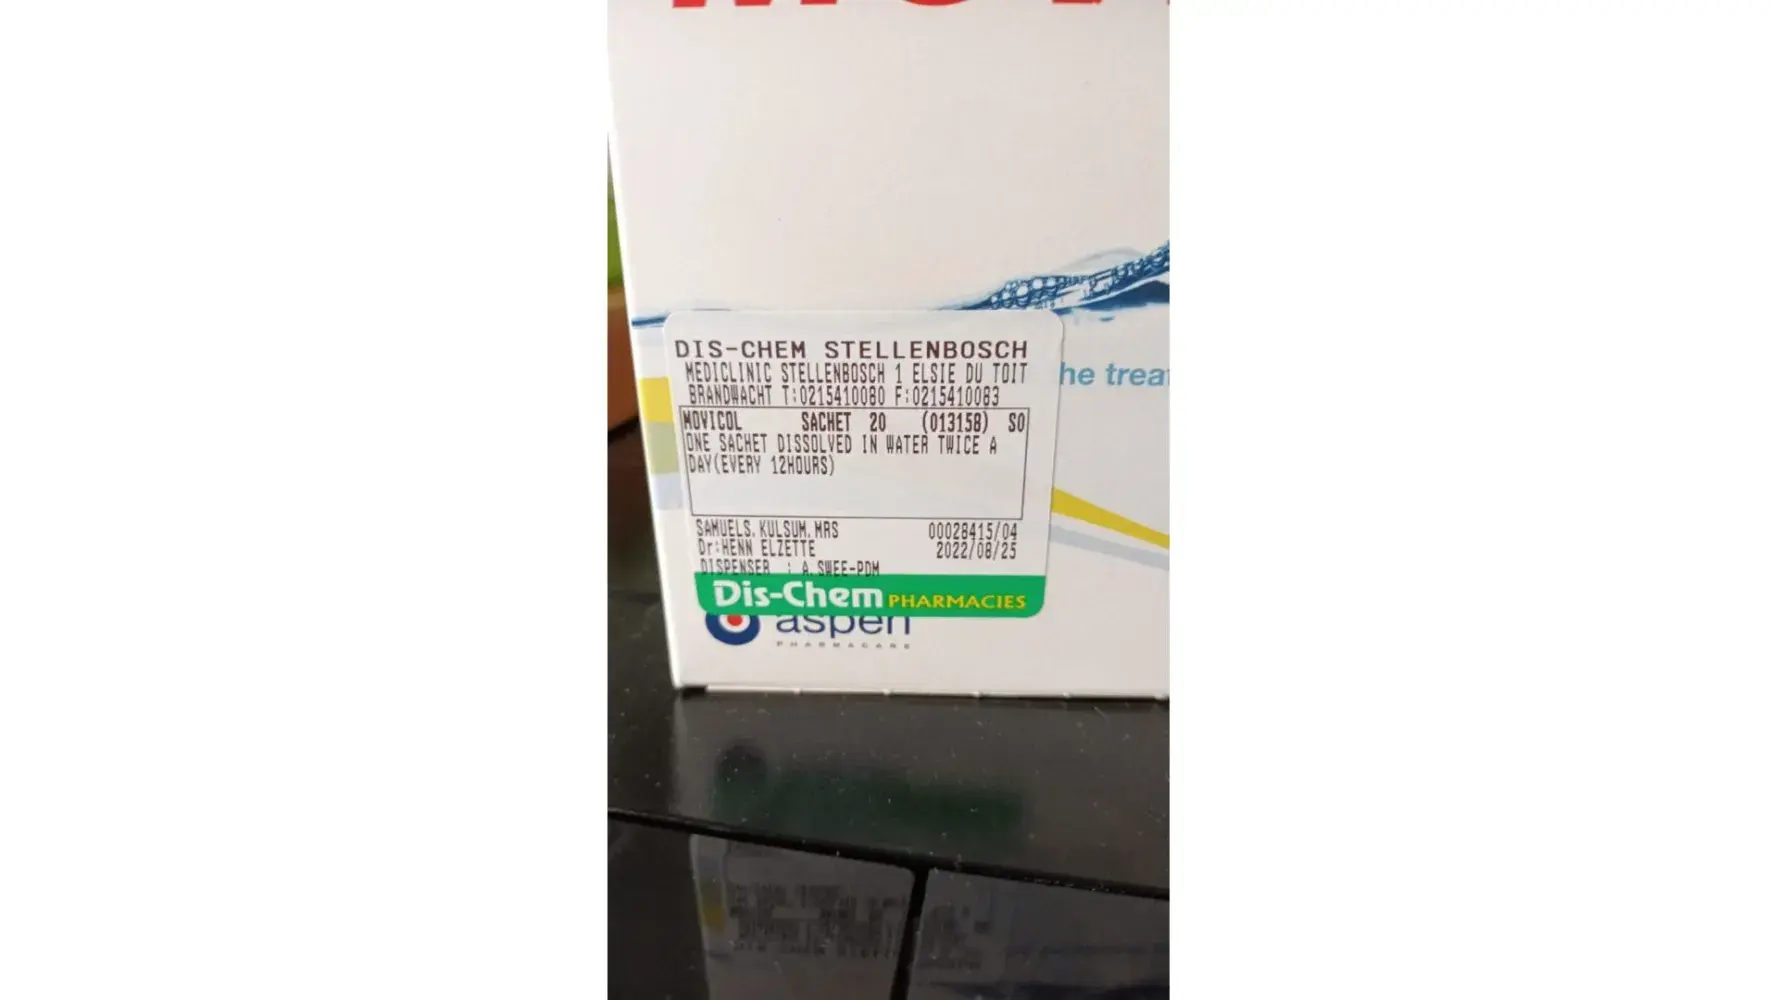 DIS-CHEM STELLENBOSCH
MEDICLINIC STELLENBOSCH 1 ELSIE DU TOIT
BRANDWACHT T:0215410080 F:0215410083
MOVICOL SACHET 20 (013158) SO
ONE SACHET DISSOLVED IN WATER TWICE A
DAY(EVERY 12HOURS)
SAMUELS, KULSUM, MRS 00028415/04
Dr:HENN ELZETTE 2022/08/25
DISPENSER : A. SWEE-PDM
Dis-Chem PHARMACIES
he trea
aspen
PHARMACARE